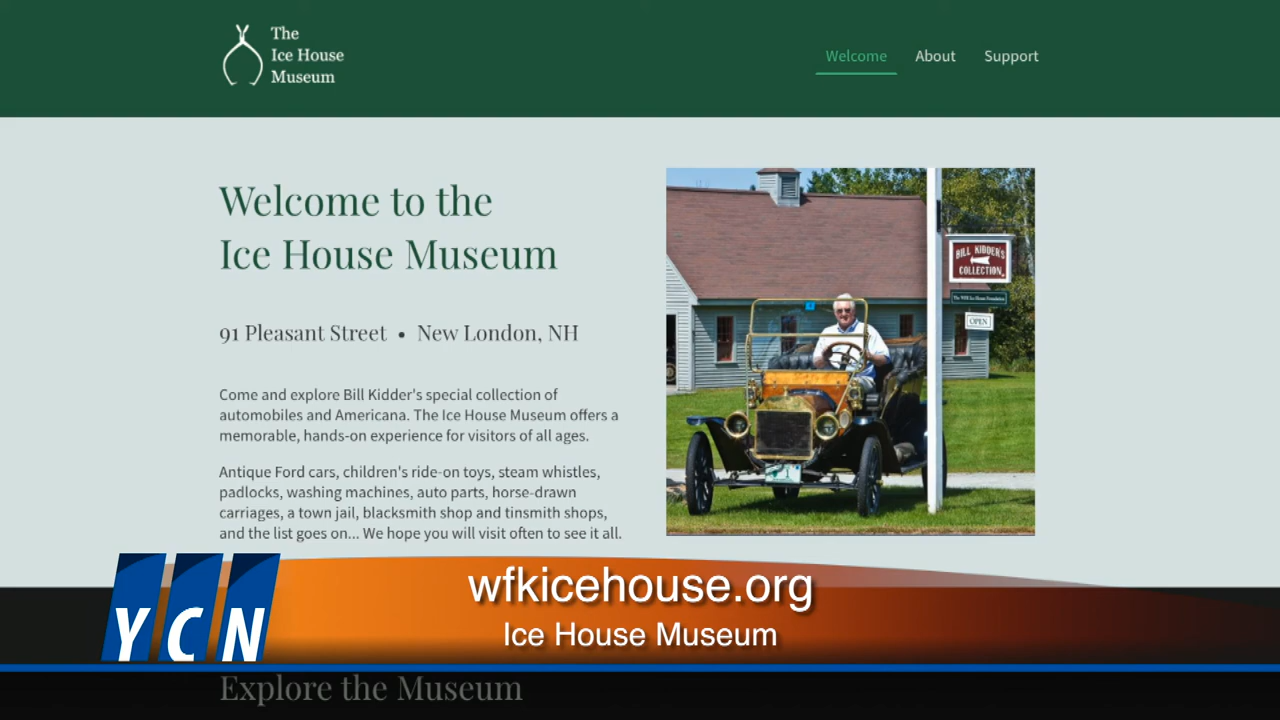 The
Ice House
Museum
Welcome About Support
Welcome to the
Ice House Museum
91 Pleasant Street • New London, NH
Come and explore Bill Kidder's special collection of
automobiles and Americana. The Ice House Museum offers a
memorable, hands-on experience for visitors of all ages.
Antique Ford cars, children's ride-on toys, steam whistles,
padlocks, washing machines, auto parts, horse-drawn
carriages, a town jail, blacksmith shop and tinsmith shops,
and the list goes on... We hope you will visit often to see it all.
BILL KIDDER'S
COLLECTION
The WFK Ice House Foundation
OPEN
YCN
wfkicehouse.org
Ice House Museum
Explore the Museum